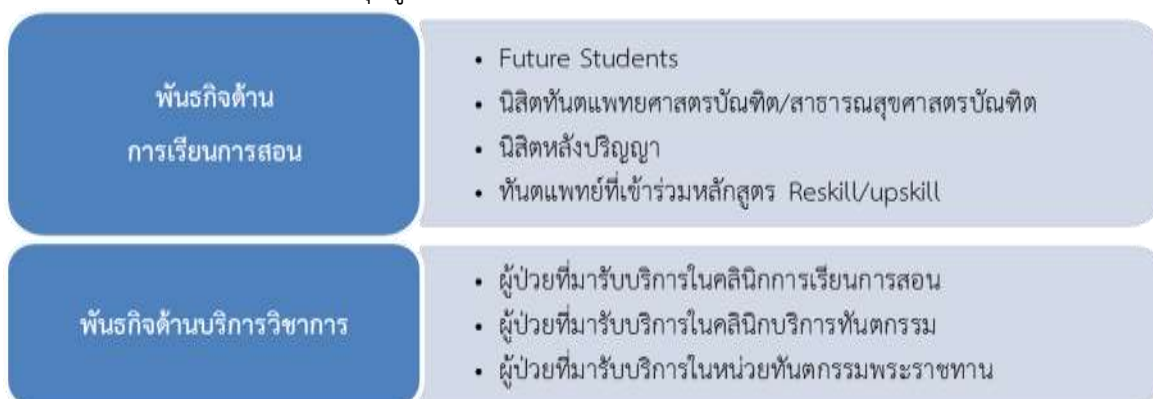 พันธกิจด้าน
การเรียนการสอน
• Future Students
• นิสิตทันตแพทยศาสตรบัณฑิต/สาธารณสุขศาสตรบัณฑิต
• นิสิตหลังปริญญา
• ทันตแพทย์ที่เข้าร่วมหลักสูตร Reskill/upskill
พันธกิจด้านบริการวิชาการ
• ผู้ป่วยที่มารับบริการในคลินิกการเรียนการสอน
• ผู้ป่วยที่มารับบริการในคลินิกบริการทันตกรรม
• ผู้ป่วยที่มารับบริการในหน่วยทันตกรรมพระราชทาน